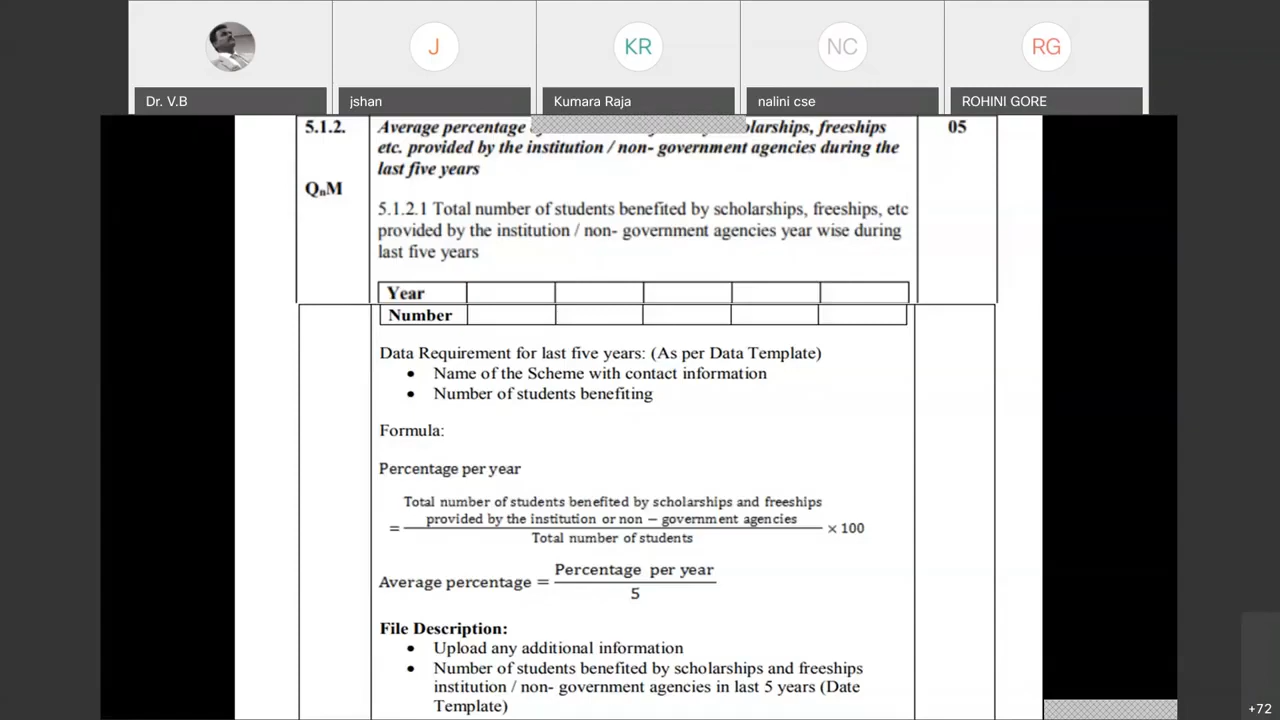 J
KR
NC
RG
Dr. V.B
jshan
Kumara Raja
nalini cse
ROHINI GORE
5.1.2.
Average percentage olarships, freeships
05
etc. provided by the institution / non- government agencies during the
last five years
QnM
5.1.2.1 Total number of students benefited by scholarships, freeships, etc
provided by the institution / non- government agencies year wise during
last five years
Year
Number
Data Requirement for last five years: (As per Data Template)
• Name of the Scheme with contact information
• Number of students benefiting
Formula:
Percentage per year
Total number of students benefited by scholarships and freeships
provided by the institution or non − government agencies
= × 100
Total number of students
Percentage per year
Average percentage =
5
File Description:
• Upload any additional information
• Number of students benefited by scholarships and freeships
institution / non- government agencies in last 5 years (Date
Template)
+72